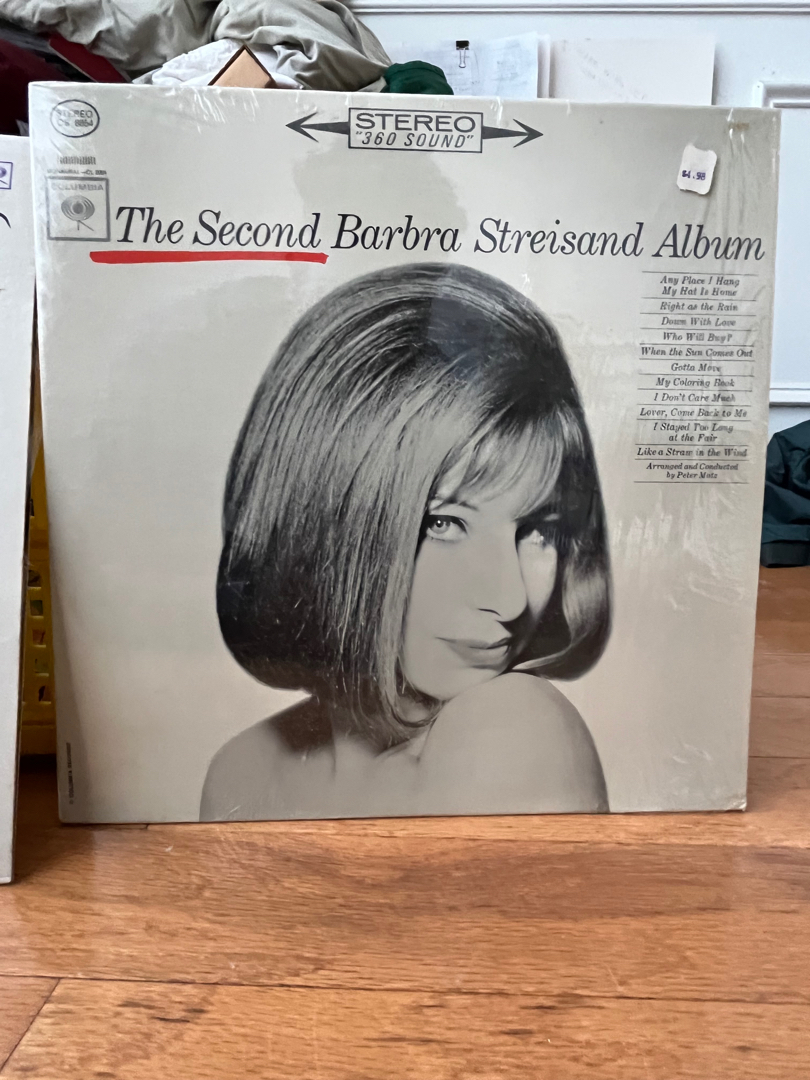 STEREO
CS 8854
STEREO
"360 SOUND"
$4.98
COLUMBIA
The Second Barbra Streisand Album
Any Place I Hang
My Hat Is Home
Right as the Rain
Down With Love
Who Will Buy?
When the Sun Comes Out
Gotta Move
My Coloring Book
I Don't Care Much
Lover, Come Back to Me
I Stayed Too Long
at the Fair
Like a Straw in the Wind
Arranged and Conducted
by Peter Matz